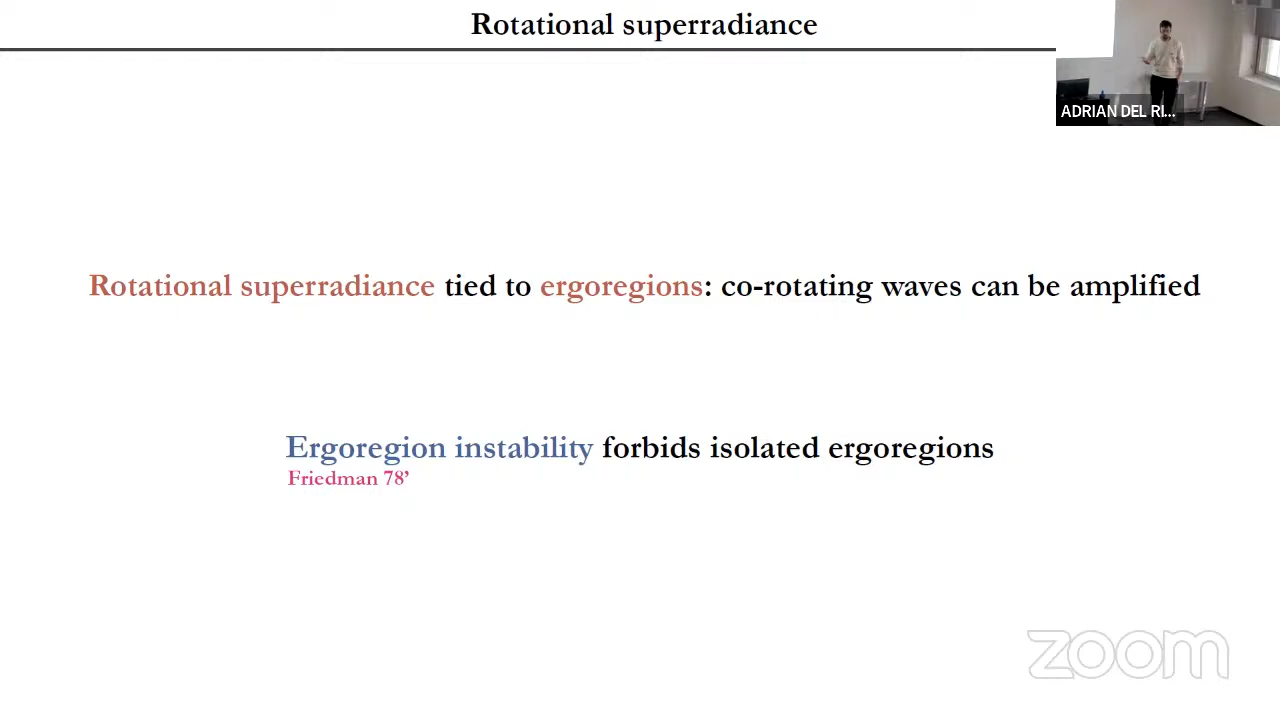 Rotational superradiance
ADRIAN DEL RI...
Rotational superradiance tied to ergoregions: co-rotating waves can be amplified
Ergoregion instability forbids isolated ergoregions
Friedman 78’
zoom